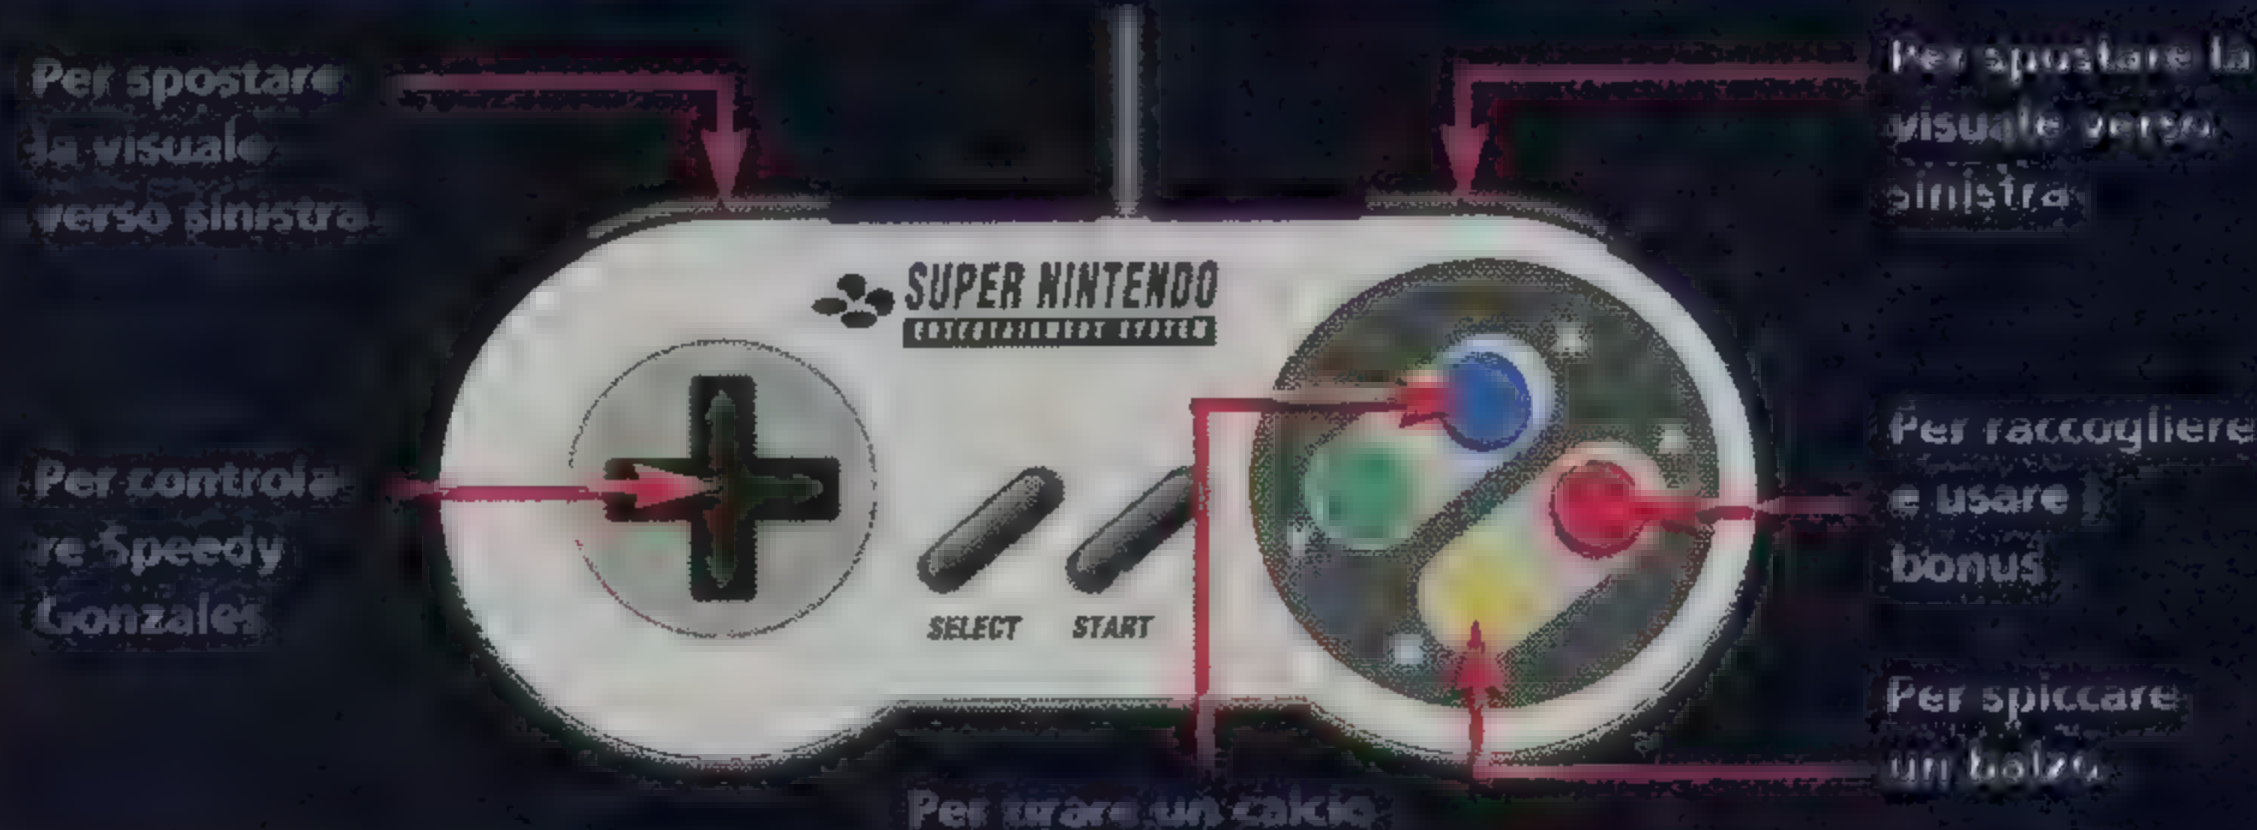 Per spostare
la visuale
verso sinistra
Per spostare la
visuale verso
sinistra
SUPER NINTENDO
ENTERTAINMENT SYSTEM
Per controla-
re Speedy
Gonzales
SELECT START
Per raccogliere
e usare i
bonus
Per spiccare
un balzo
Per tirare un calcio